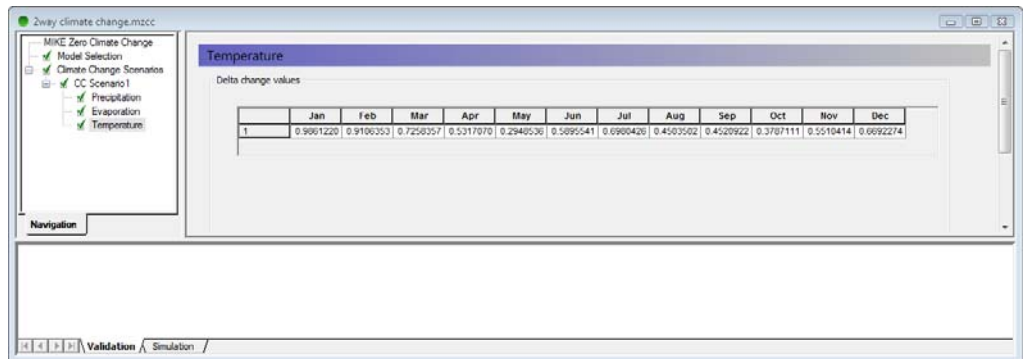 2way climate change.mzcc
MIKE Zero Climate Change
Model Selection
Climate Change Scenarios
CC Scenario1
Precipitation
Evaporation
Temperature
Navigation
Temperature
Delta change values
Jan Feb Mar Apr May Jun Jul Aug Sep Oct Nov Dec
1 0.9861220 0.9106353 0.7258357 0.5317070 0.2948536 0.5895541 0.6980426 0.4503502 0.4520922 0.3787111 0.5510414 0.6692274
Validation Simulation